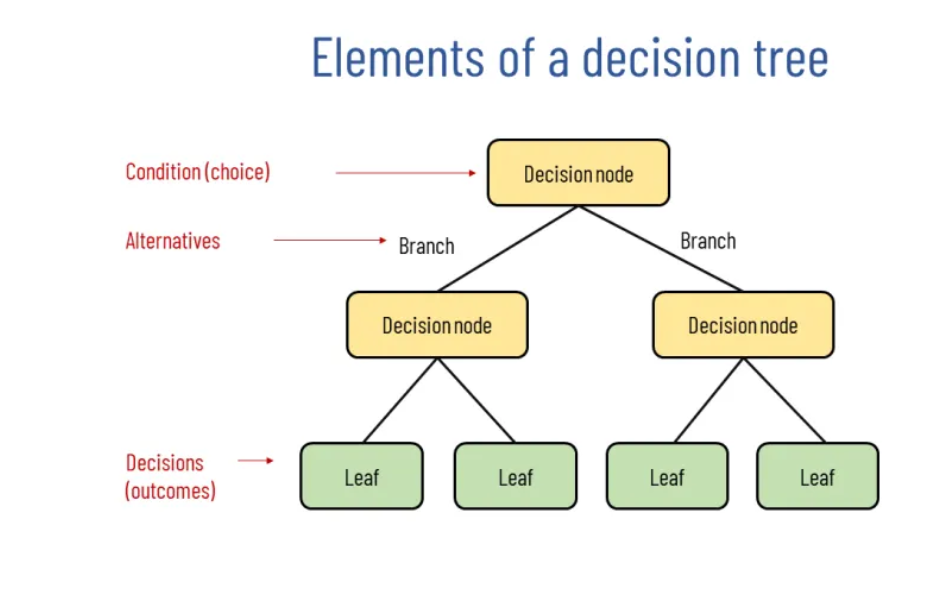 Elements of a decision tree
Condition (choice)
Decision node
Alternatives
Branch
Branch
Decision node
Decision node
Decisions
(outcomes)
Leaf
Leaf
Leaf
Leaf